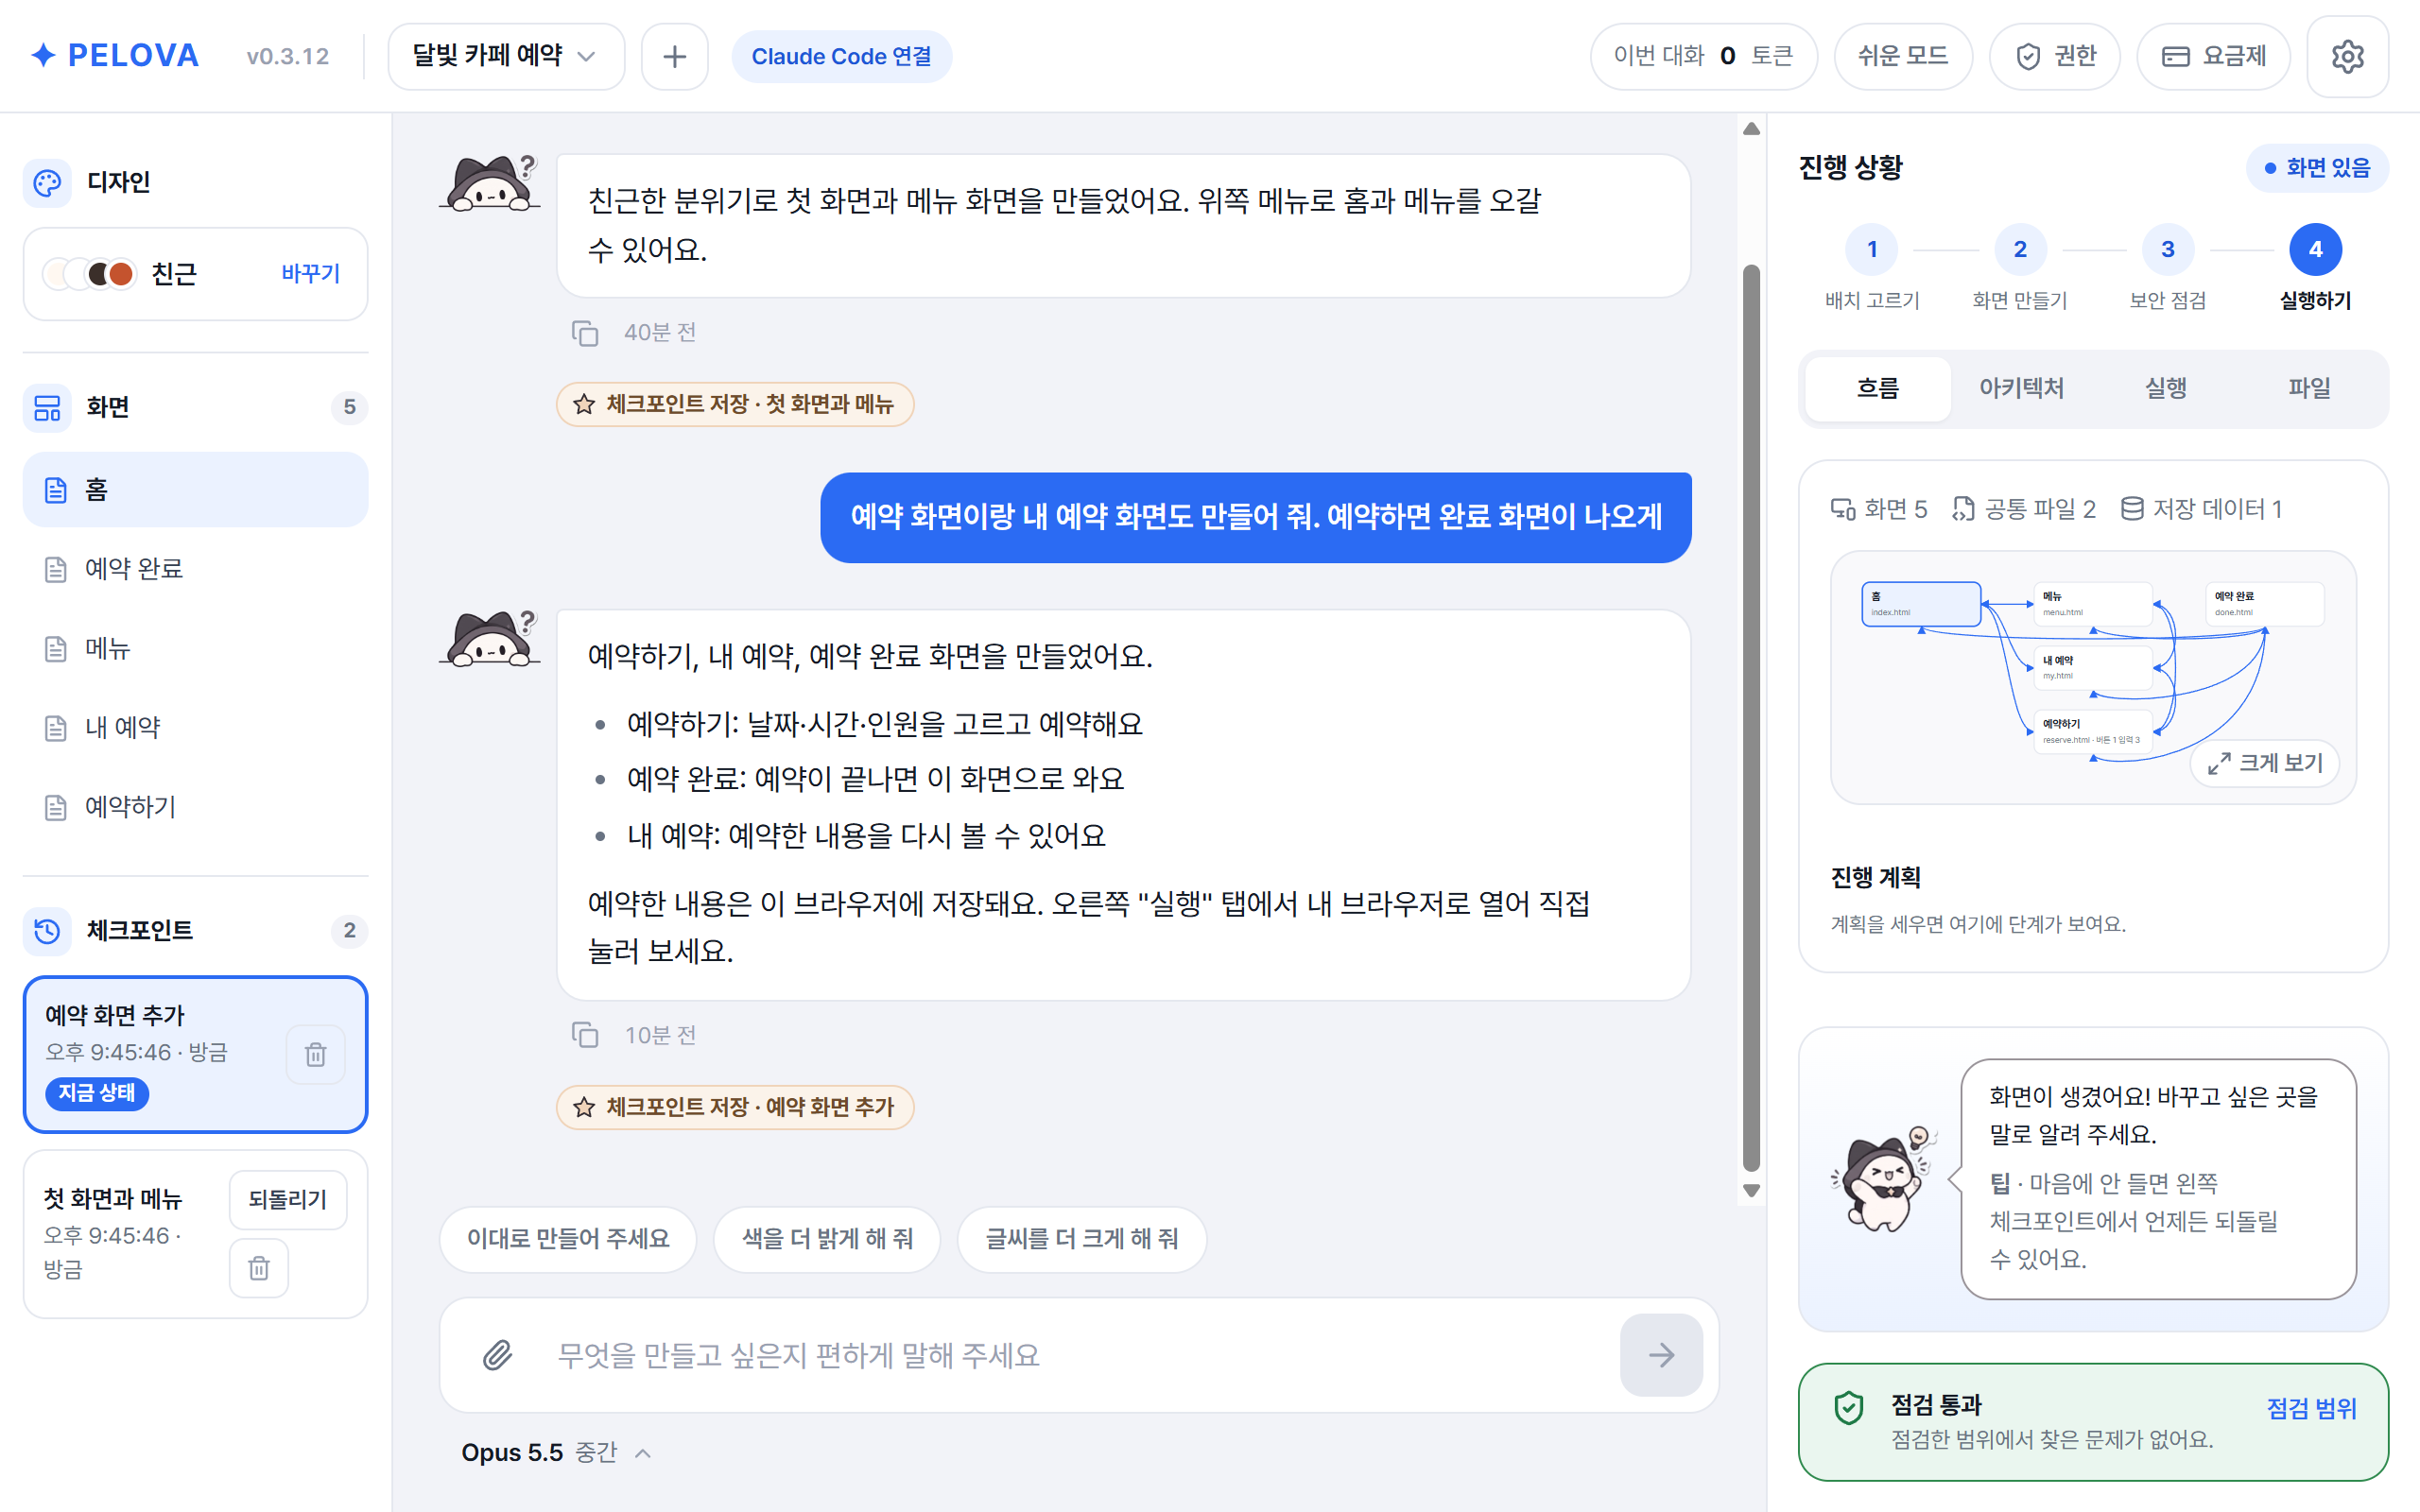 PELOVA
v0.3.12
달빛 카페 예약
Claude Code 연결
이번 대화 0 토큰
쉬운 모드
권한
요금제
디자인
친근
바꾸기
화면
5
홈
예약 완료
메뉴
내 예약
예약하기
체크포인트
2
예약 화면 추가
오후 9:45:46 · 방금
지금 상태
첫 화면과 메뉴
오후 9:45:46 ·
방금
되돌리기
친근한 분위기로 첫 화면과 메뉴 화면을 만들었어요. 위쪽 메뉴로 홈과 메뉴를 오갈
수 있어요.
40분 전
체크포인트 저장 · 첫 화면과 메뉴
예약 화면이랑 내 예약 화면도 만들어 줘. 예약하면 완료 화면이 나오게
예약하기, 내 예약, 예약 완료 화면을 만들었어요.
• 예약하기: 날짜·시간·인원을 고르고 예약해요
• 예약 완료: 예약이 끝나면 이 화면으로 와요
• 내 예약: 예약한 내용을 다시 볼 수 있어요
예약한 내용은 이 브라우저에 저장돼요. 오른쪽 "실행" 탭에서 내 브라우저로 열어 직접
눌러 보세요.
10분 전
체크포인트 저장 · 예약 화면 추가
이대로 만들어 주세요
색을 더 밝게 해 줘
글씨를 더 크게 해 줘
무엇을 만들고 싶은지 편하게 말해 주세요
Opus 5.5 중간
진행 상황
화면 있음
1
2
3
4
배치 고르기
화면 만들기
보안 점검
실행하기
흐름
아키텍처
실행
파일
화면 5
공통 파일 2
저장 데이터 1
홈
index.html
메뉴
menu.html
예약 완료
done.html
내 예약
my.html
예약하기
reserve.html · 버튼 1 입력 3
크게 보기
진행 계획
계획을 세우면 여기에 단계가 보여요.
화면이 생겼어요! 바꾸고 싶은 곳을
말로 알려 주세요.
팁 · 마음에 안 들면 왼쪽
체크포인트에서 언제든 되돌릴
수 있어요.
점검 통과
점검한 범위에서 찾은 문제가 없어요.
점검 범위